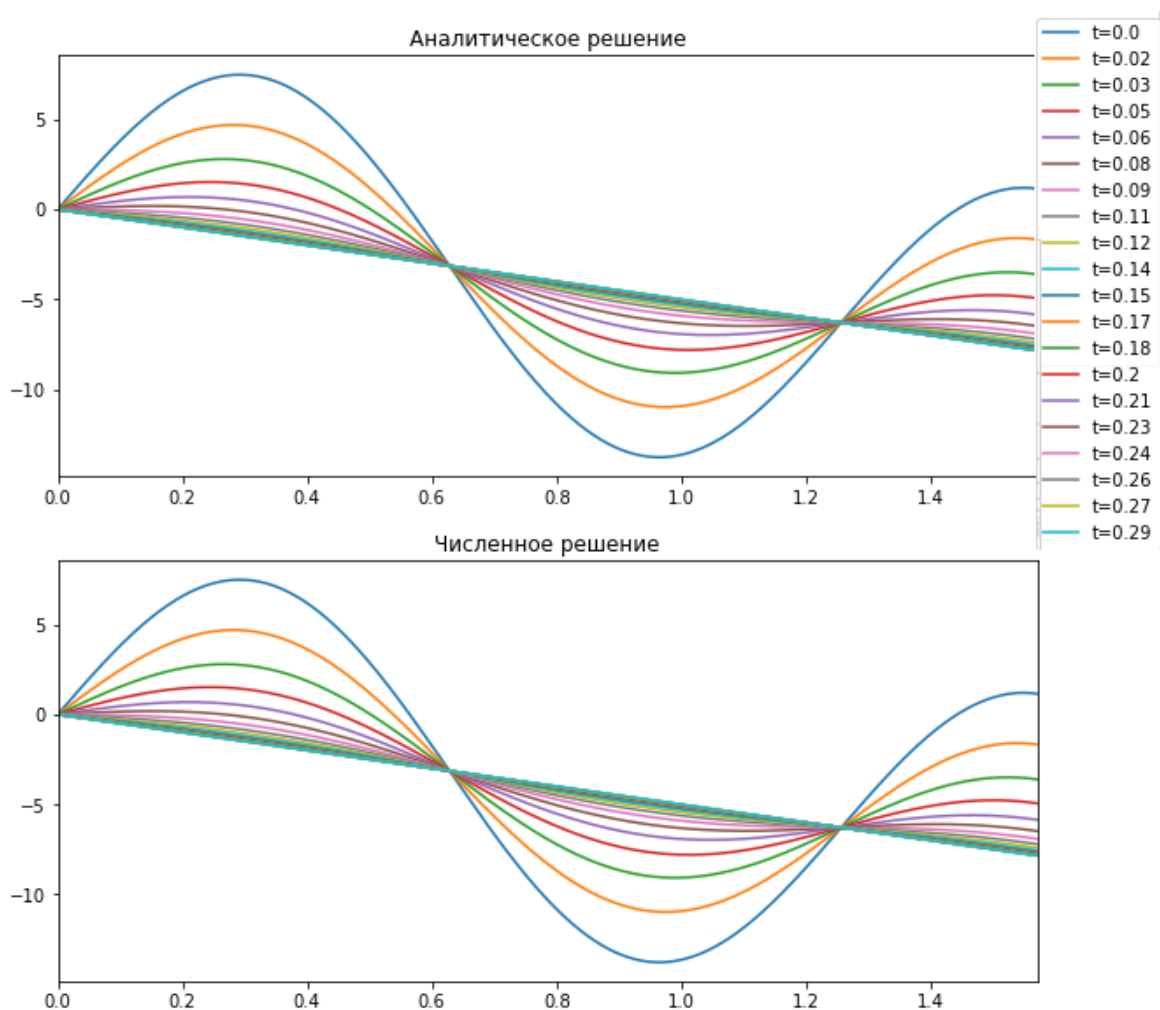 Аналитическое решение
5
0
−5
−10
0.0 0.2 0.4 0.6 0.8 1.0 1.2 1.4
t=0.0
t=0.02
t=0.03
t=0.05
t=0.06
t=0.08
t=0.09
t=0.11
t=0.12
t=0.14
t=0.15
t=0.17
t=0.18
t=0.2
t=0.21
t=0.23
t=0.24
t=0.26
t=0.27
t=0.29
Численное решение
5
0
−5
−10
0.0 0.2 0.4 0.6 0.8 1.0 1.2 1.4